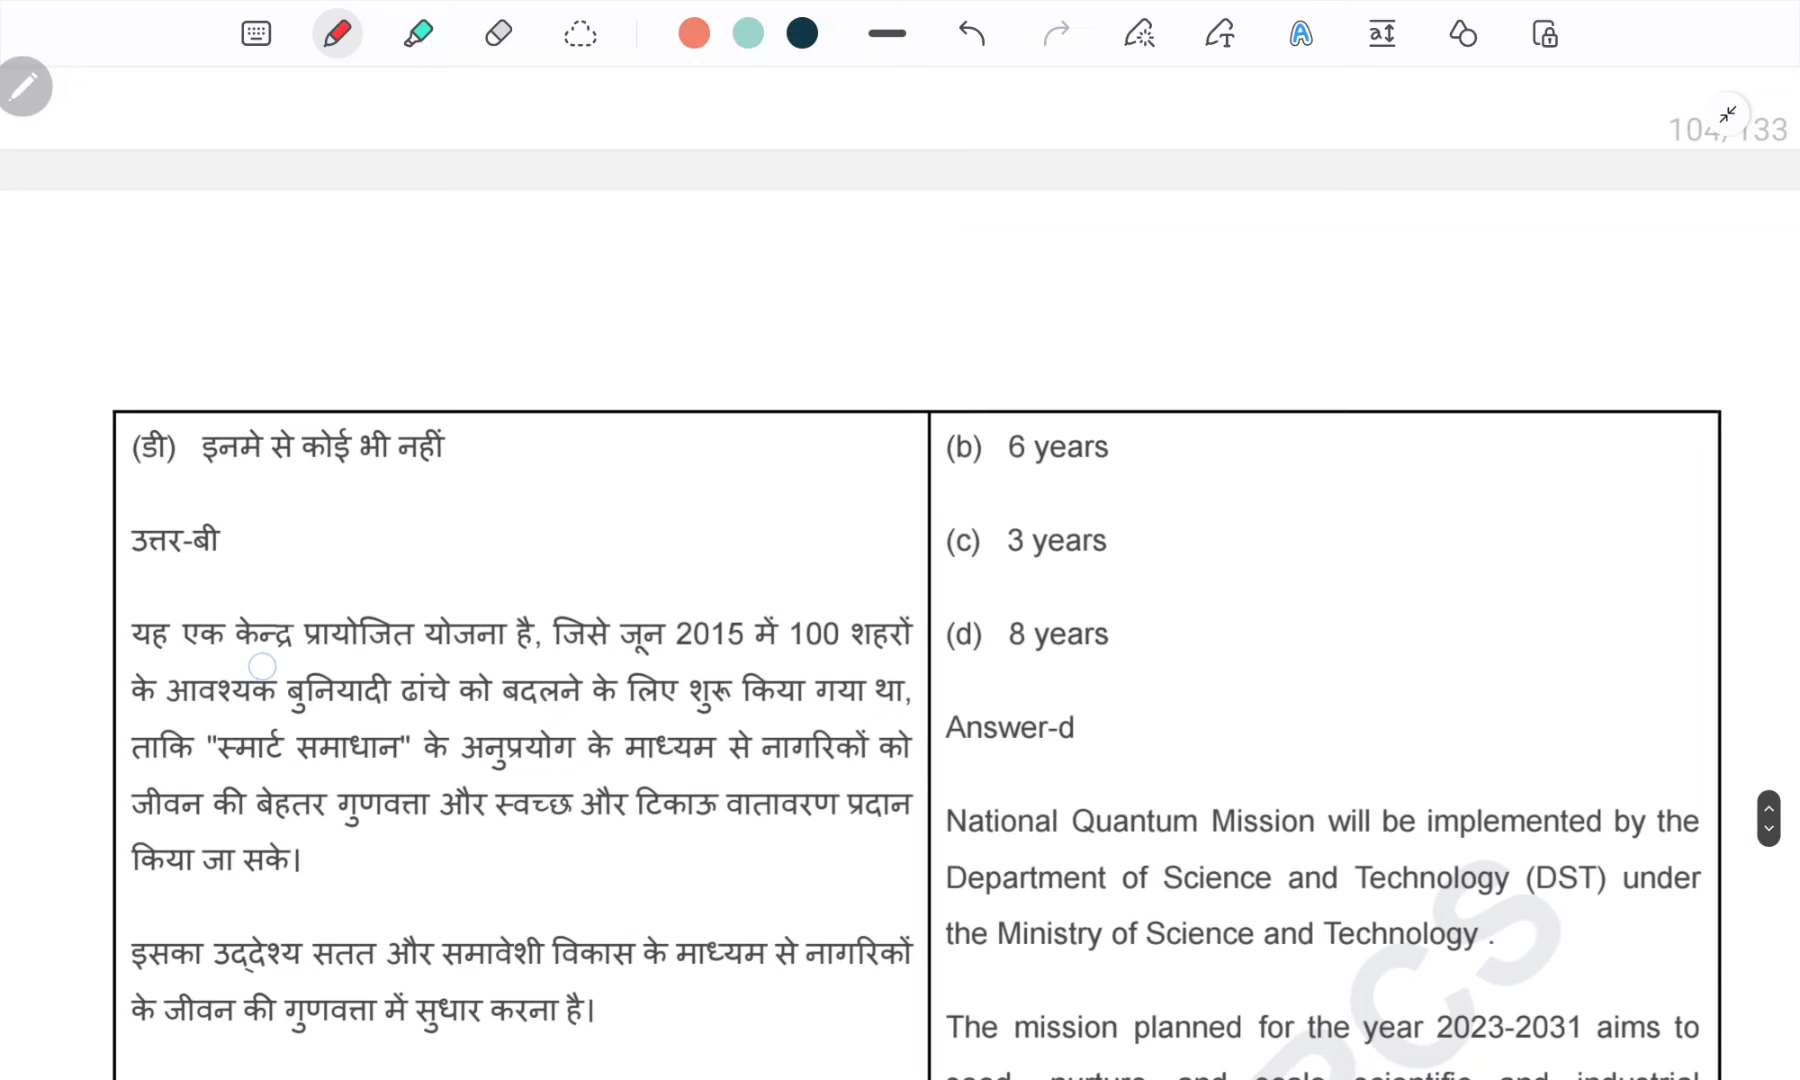 104/133
(डी) इनमे से कोई भी नहीं
उत्तर-बी
यह एक केन्द्र प्रायोजित योजना है, जिसे जून 2015 में 100 शहरों
के आवश्यक बुनियादी ढांचे को बदलने के लिए शुरू किया गया था,
ताकि "स्मार्ट समाधान" के अनुप्रयोग के माध्यम से नागरिकों को
जीवन की बेहतर गुणवत्ता और स्वच्छ और टिकाऊ वातावरण प्रदान
किया जा सके।
इसका उद्देश्य सतत और समावेशी विकास के माध्यम से नागरिकों
के जीवन की गुणवत्ता में सुधार करना है।
(b) 6 years
(c) 3 years
(d) 8 years
Answer-d
National Quantum Mission will be implemented by the
Department of Science and Technology (DST) under
the Ministry of Science and Technology .
The mission planned for the year 2023-2031 aims to
PCS